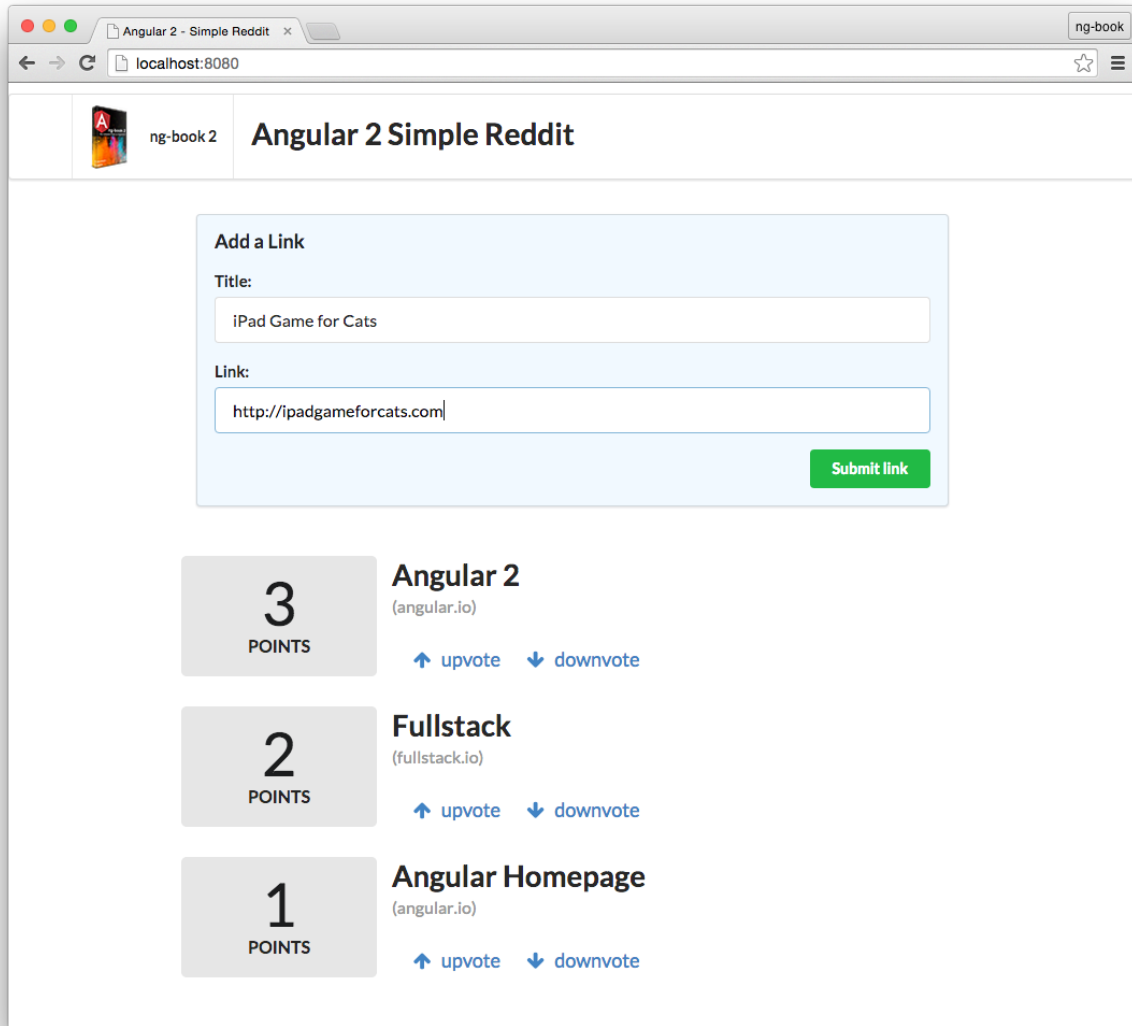 Angular 2 - Simple Reddit
ng-book
localhost:8080
ng-book 2
Angular 2 Simple Reddit
Add a Link
Title:
iPad Game for Cats
Link:
http://ipadgameforcats.com
Submit link
3
POINTS
Angular 2
(angular.io)
upvote downvote
2
POINTS
Fullstack
(fullstack.io)
upvote downvote
1
POINTS
Angular Homepage
(angular.io)
upvote downvote